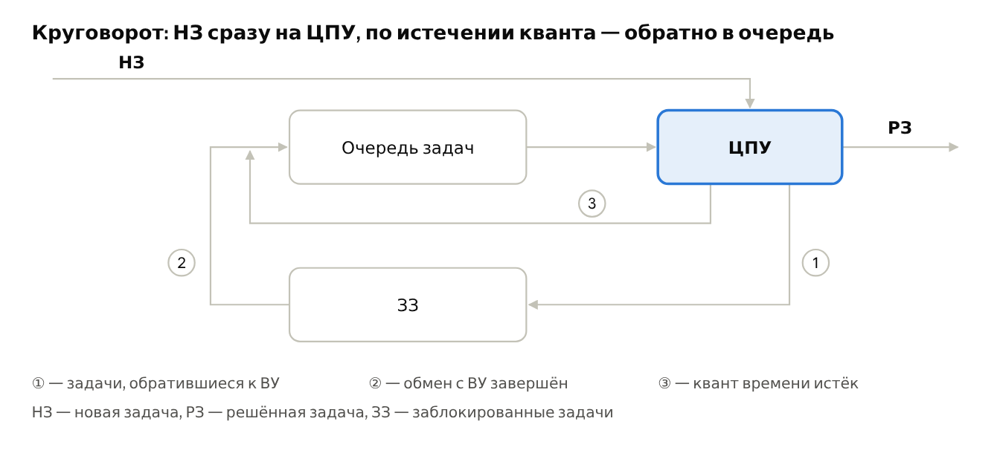 Круговорот: НЗ сразу на ЦПУ, по истечении кванта — обратно в очередь
НЗ
РЗ
Очередь задач
ЦПУ
3
2
1
ЗЗ
① — задачи, обратившиеся к ВУ
② — обмен с ВУ завершён
③ — квант времени истёк
НЗ — новая задача, РЗ — решённая задача, ЗЗ — заблокированные задачи